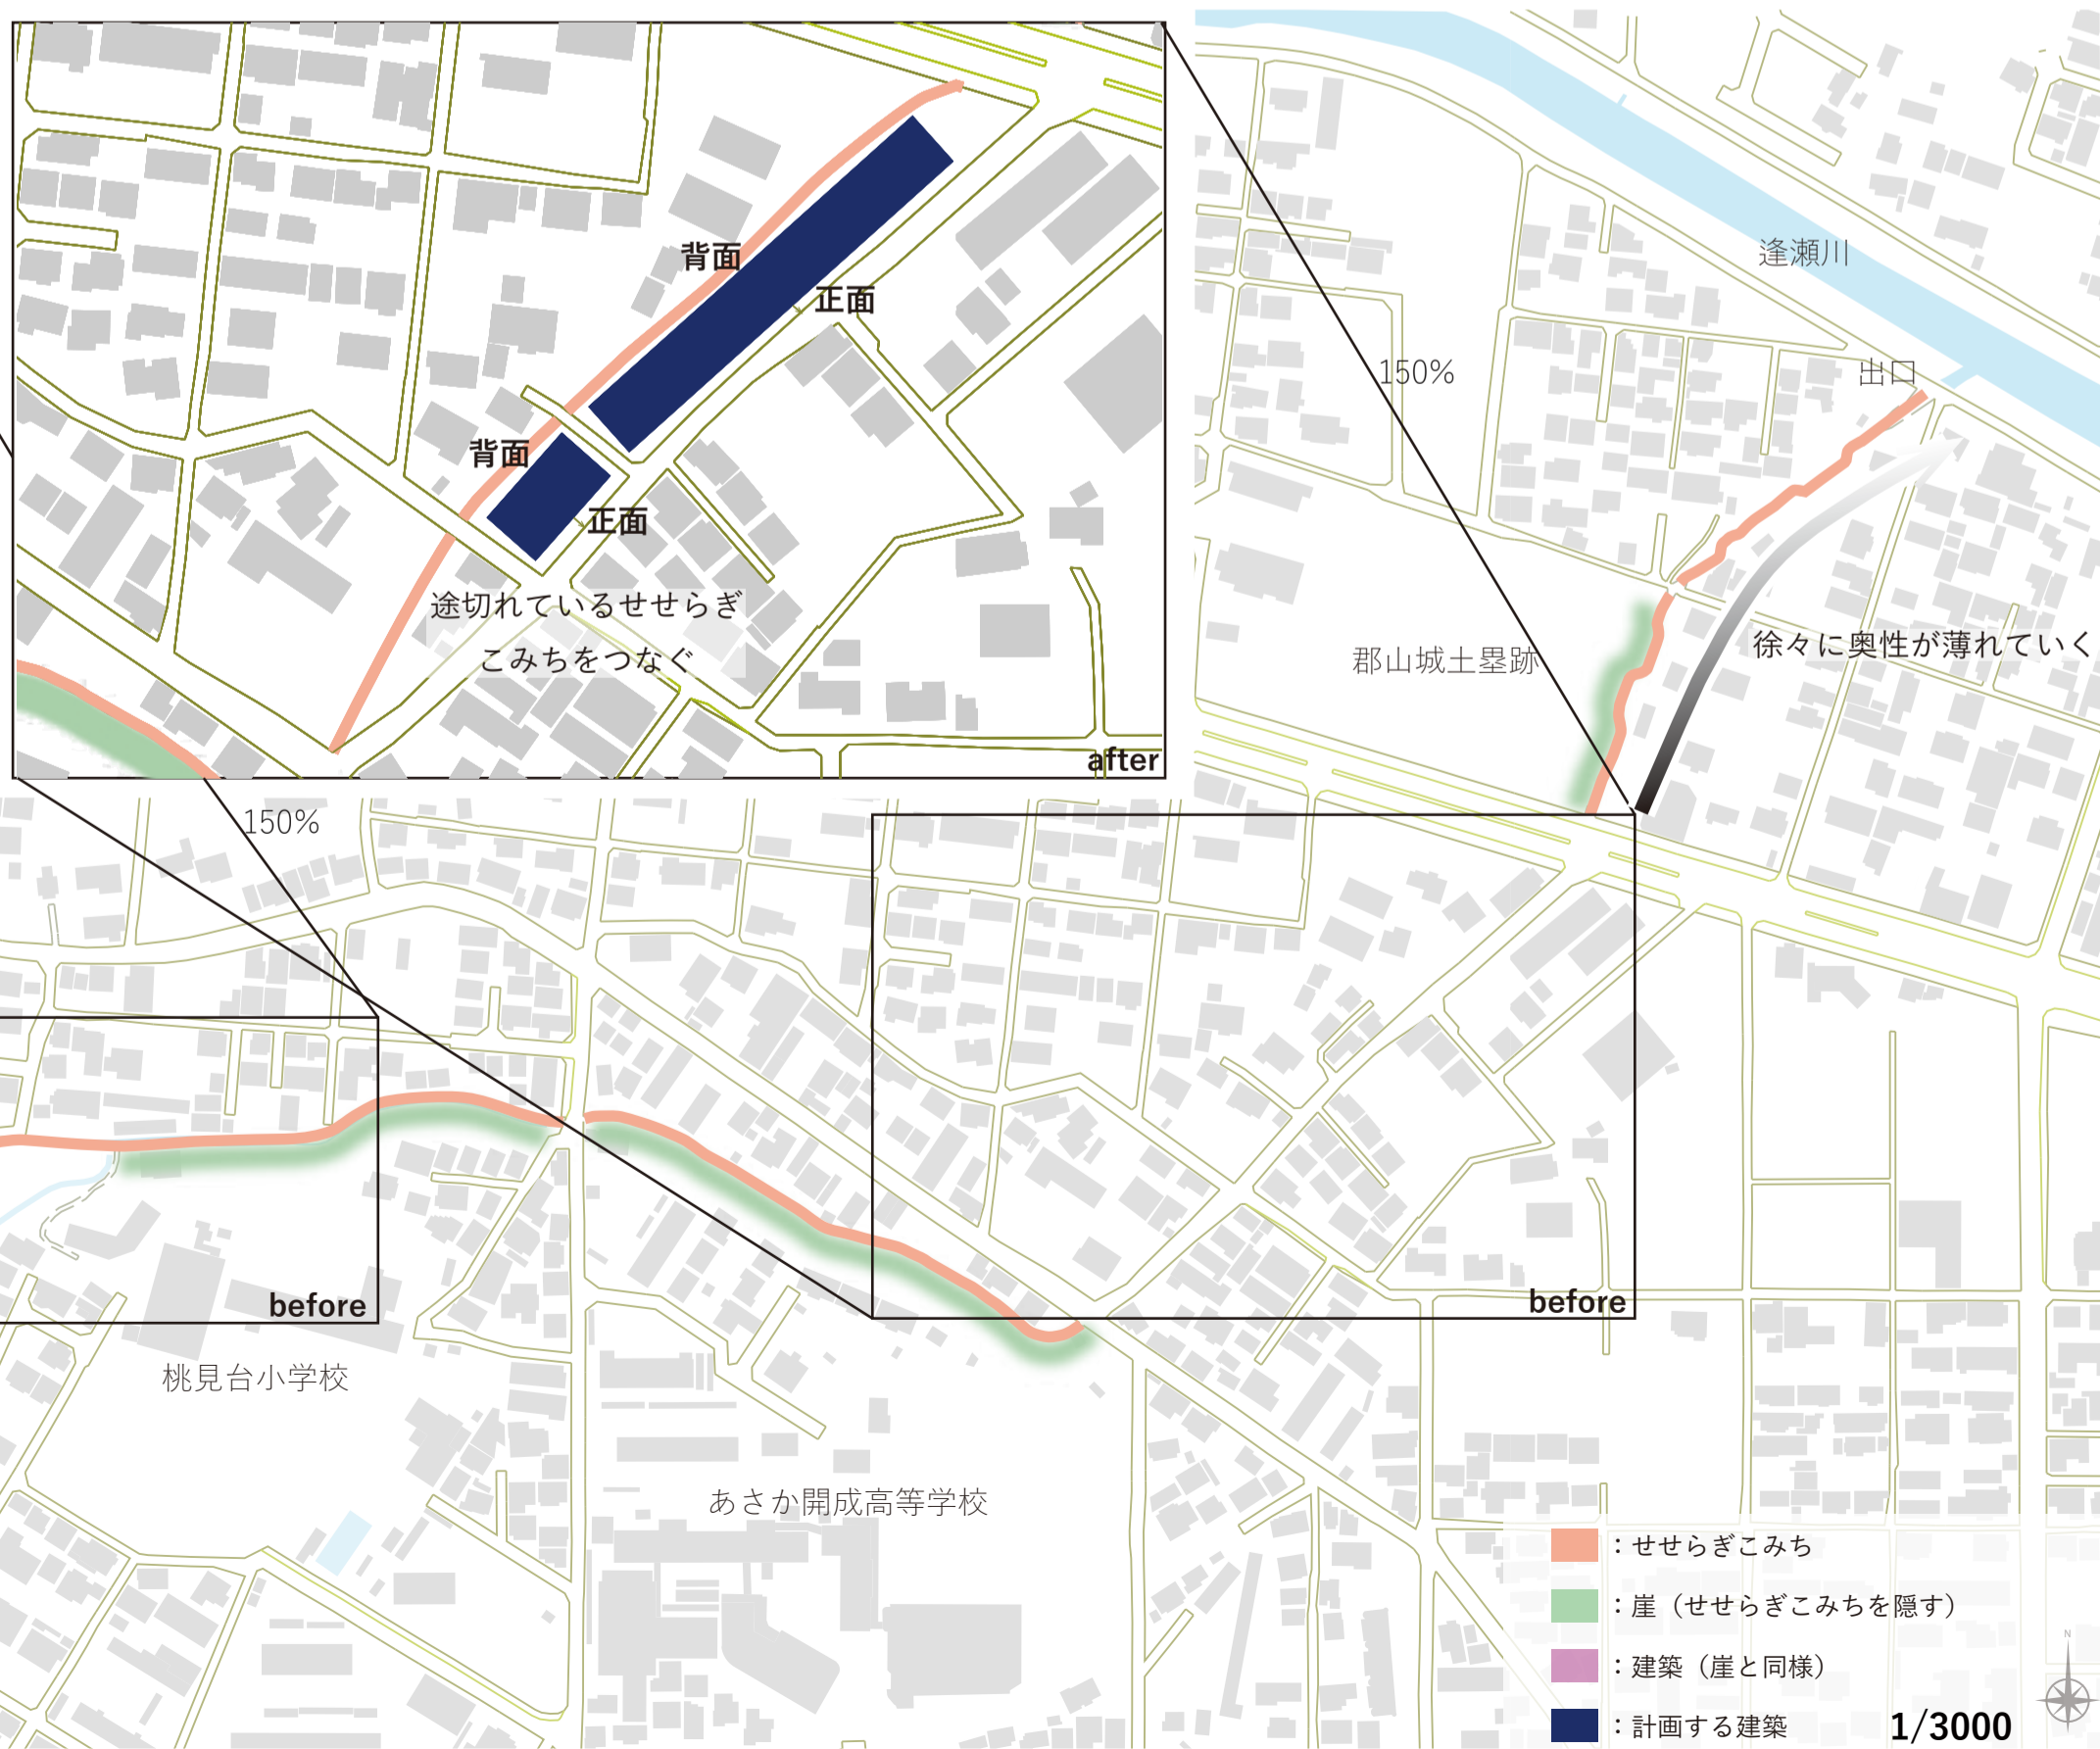 背面
正面
背面
正面
途切れているせせらぎ
こみちをつなぐ
after
逢瀬川
150%
出口
郡山城土塁跡
徐々に奥性が薄れていく
150%
before
before
桃見台小学校
あさか開成高等学校
：せせらぎこみち
：崖（せせらぎこみちを隠す）
：建築（崖と同様）
：計画する建築
1/3000
N